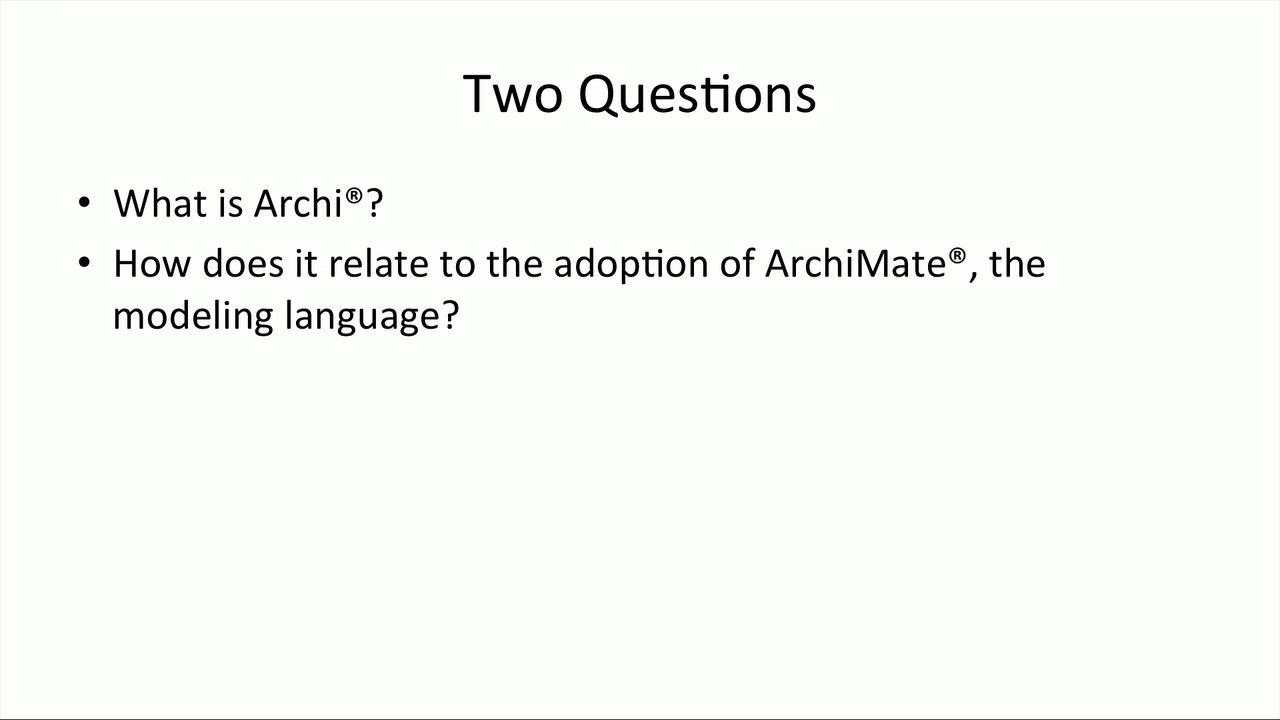 Two Questions
• What is Archi®?
• How does it relate to the adoption of ArchiMate®, the
modeling language?